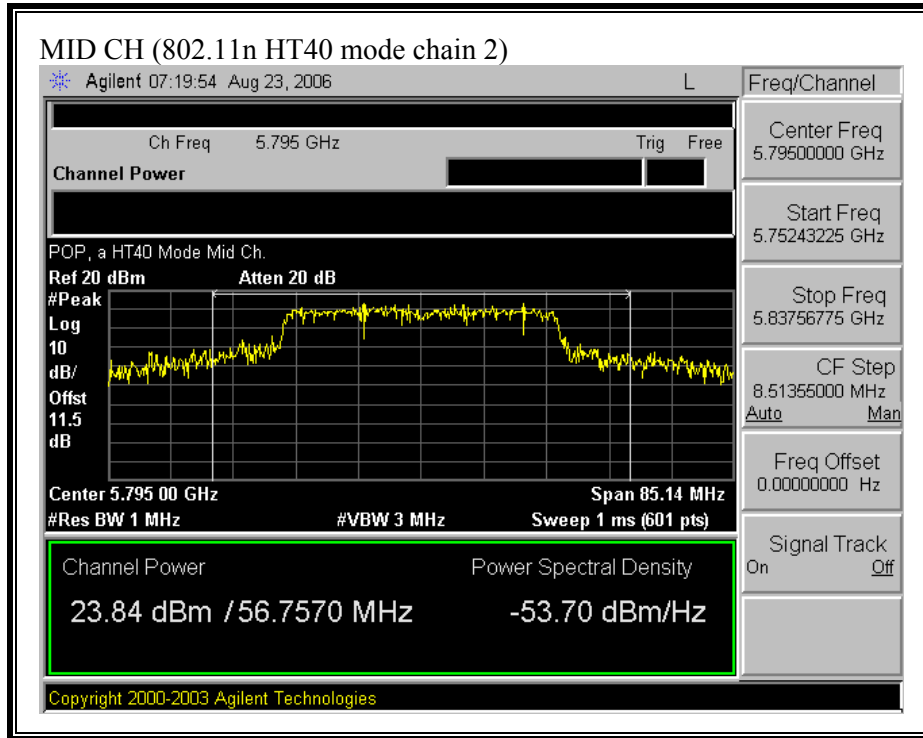 MID CH (802.11n HT40 mode chain 2)
Agilent 07:19:54 Aug 23, 2006 L
Freq/Channel
Ch Freq 5.795 GHz Trig Free
Channel Power
Center Freq
5.79500000 GHz
Start Freq
5.75243225 GHz
Stop Freq
5.83756775 GHz
CF Step
8.51355000 MHz
Auto Man
Freq Offset
0.00000000 Hz
Signal Track
On Off
POP, a HT40 Mode Mid Ch.
Ref 20 dBm Atten 20 dB
#Peak
Log
10
dB/
Offst
11.5
dB
Center 5.795 00 GHz Span 85.14 MHz
#Res BW 1 MHz #VBW 3 MHz Sweep 1 ms (601 pts)
Channel Power Power Spectral Density
23.84 dBm / 56.7570 MHz -53.70 dBm/Hz
Copyright 2000-2003 Agilent Technologies